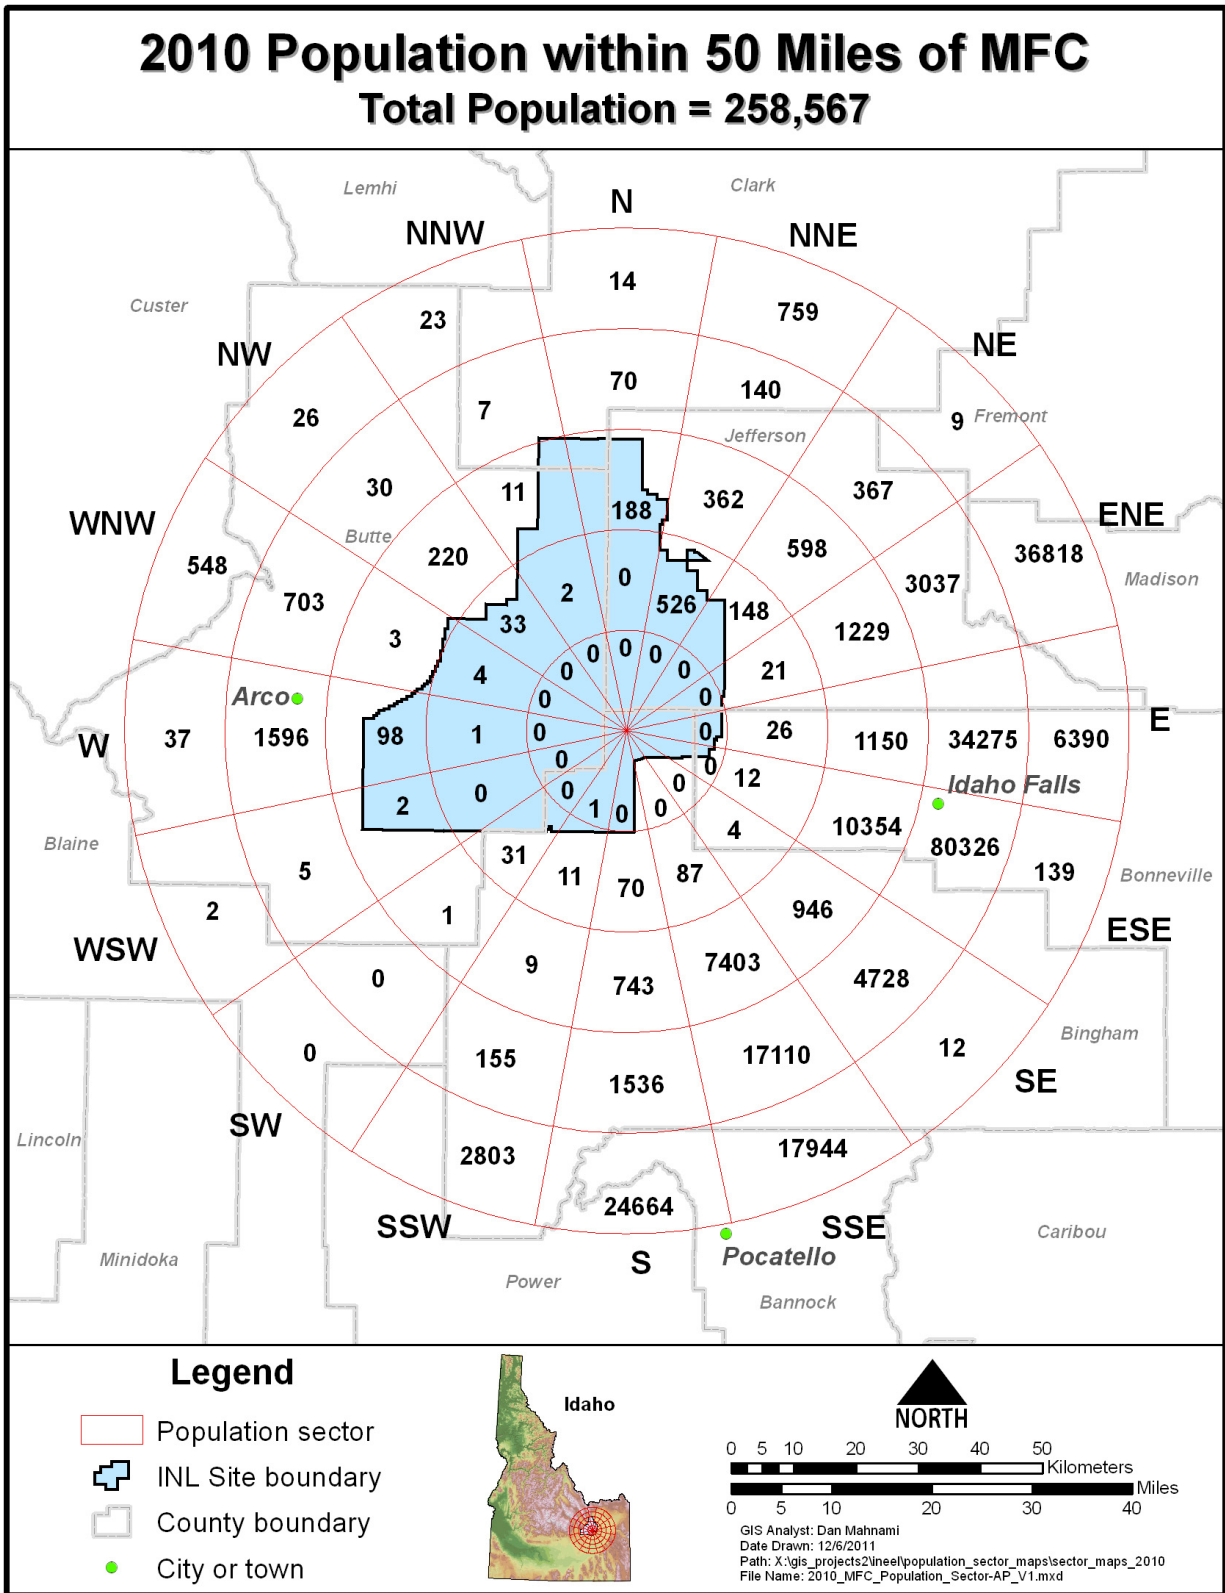 2010 Population within 50 Miles of MFC
Total Population = 258,567
Lemhi
Clark
N
NNW
NNE
14
Custer
759
23
NE
NW
70
140
7
26
9
Fremont
Jefferson
30
11
362
367
188
WNW
ENE
Butte
220
598
36818
548
0
3037
Madison
2
703
526
148
33
1229
3
0
0
0
0
0
21
4
0
0
Arco
E
W
37
1596
98
1
0
0
26
1150
34275
6390
0
0
12
Idaho Falls
0
0
0
2
1
0
0
4
10354
Blaine
80326
31
5
11
70
87
139
Bonneville
2
1
946
ESE
WSW
9
7403
0
743
4728
0
155
17110
12
Bingham
1536
SE
SW
Lincoln
2803
17944
24664
SSW
SSE
Caribou
S
Pocatello
Minidoka
Power
Bannock
Legend
Population sector
INL Site boundary
County boundary
City or town
Idaho
NORTH
0 5 10 20 30 40 50
Kilometers
Miles
0 5 10 20 30 40
GIS Analyst: Dan Mahnami
Date Drawn: 12/6/2011
Path: X:\gis_projects2\ineel\population_sector_maps\sector_maps_2010
File Name: 2010_MFC_Population_Sector-AP_V1.mxd